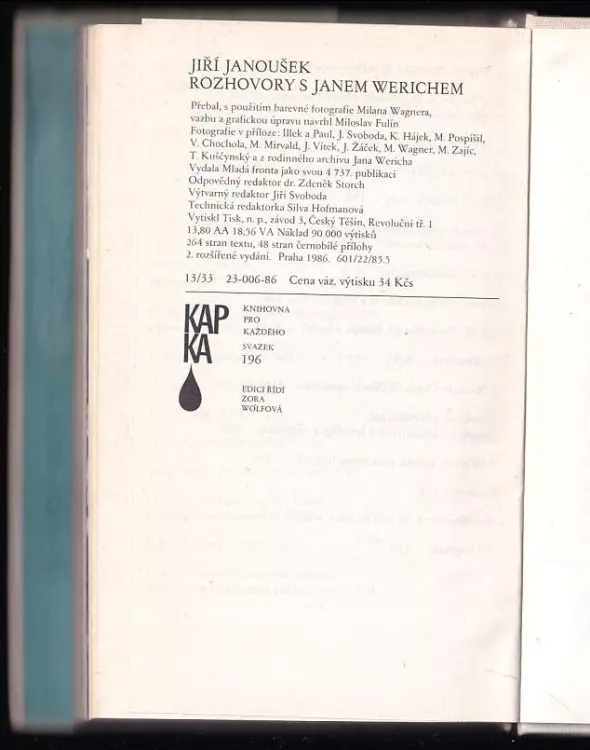 JIŘÍ JANOUŠEK
ROZHOVORY S JANEM WERICHEM
Přebal, s použitím barevné fotografie Milana Wagnera,
vazbu a grafickou úpravu navrhl Miloslav Fulín
Fotografie v příloze: Illek a Paul, J. Svoboda, K. Hájek, M. Pospíšil,
V. Chochola, M. Mirvald, J. Vítek, J. Žáček, M. Wagner, M. Zajíc,
T. Kuščynský a z rodinného archivu Jana Wericha
Vydala Mladá fronta jako svou 4 737. publikaci
Odpovědný redaktor dr. Zdeněk Storch
Výtvarný redaktor Jiří Svoboda
Technická redaktorka Silva Hofmanová
Vytiskl Tisk, n. p., závod 3, Český Těšín, Revoluční tř. 1
13,80 AA 18,56 VA Náklad 90 000 výtisků
264 stran textu, 48 stran černobílé přílohy
2. rozšířené vydání. Praha 1986. 601/22/85.5
13/33 23-006-86 Cena váz. výtisku 34 Kčs
KAP
KA
KNIHOVNA
PRO
KAŽDÉHO
SVAZEK
196
EDICI ŘÍDÍ
ZORA
WOLFOVÁ